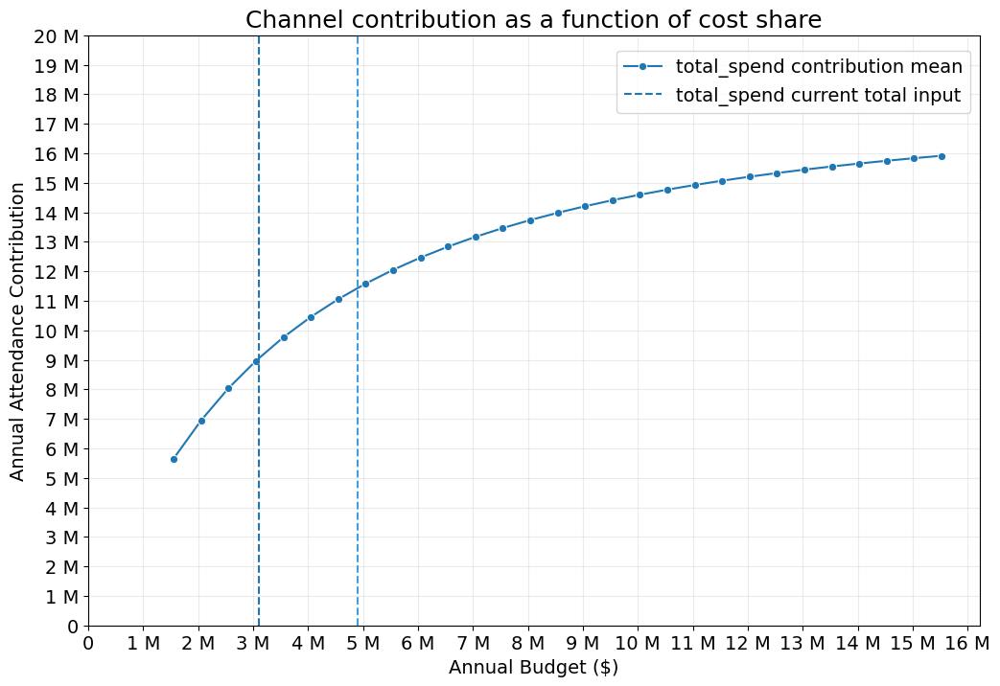 Channel contribution as a function of cost share
20 M
19 M
18 M
17 M
16 M
15 M
14 M
13 M
12 M
11 M
10 M
9 M
8 M
7 M
6 M
5 M
4 M
3 M
2 M
1 M
0
Annual Attendance Contribution
total_spend contribution mean
total_spend current total input
0 1 M 2 M 3 M 4 M 5 M 6 M 7 M 8 M 9 M 10 M 11 M 12 M 13 M 14 M 15 M 16 M
Annual Budget ($)